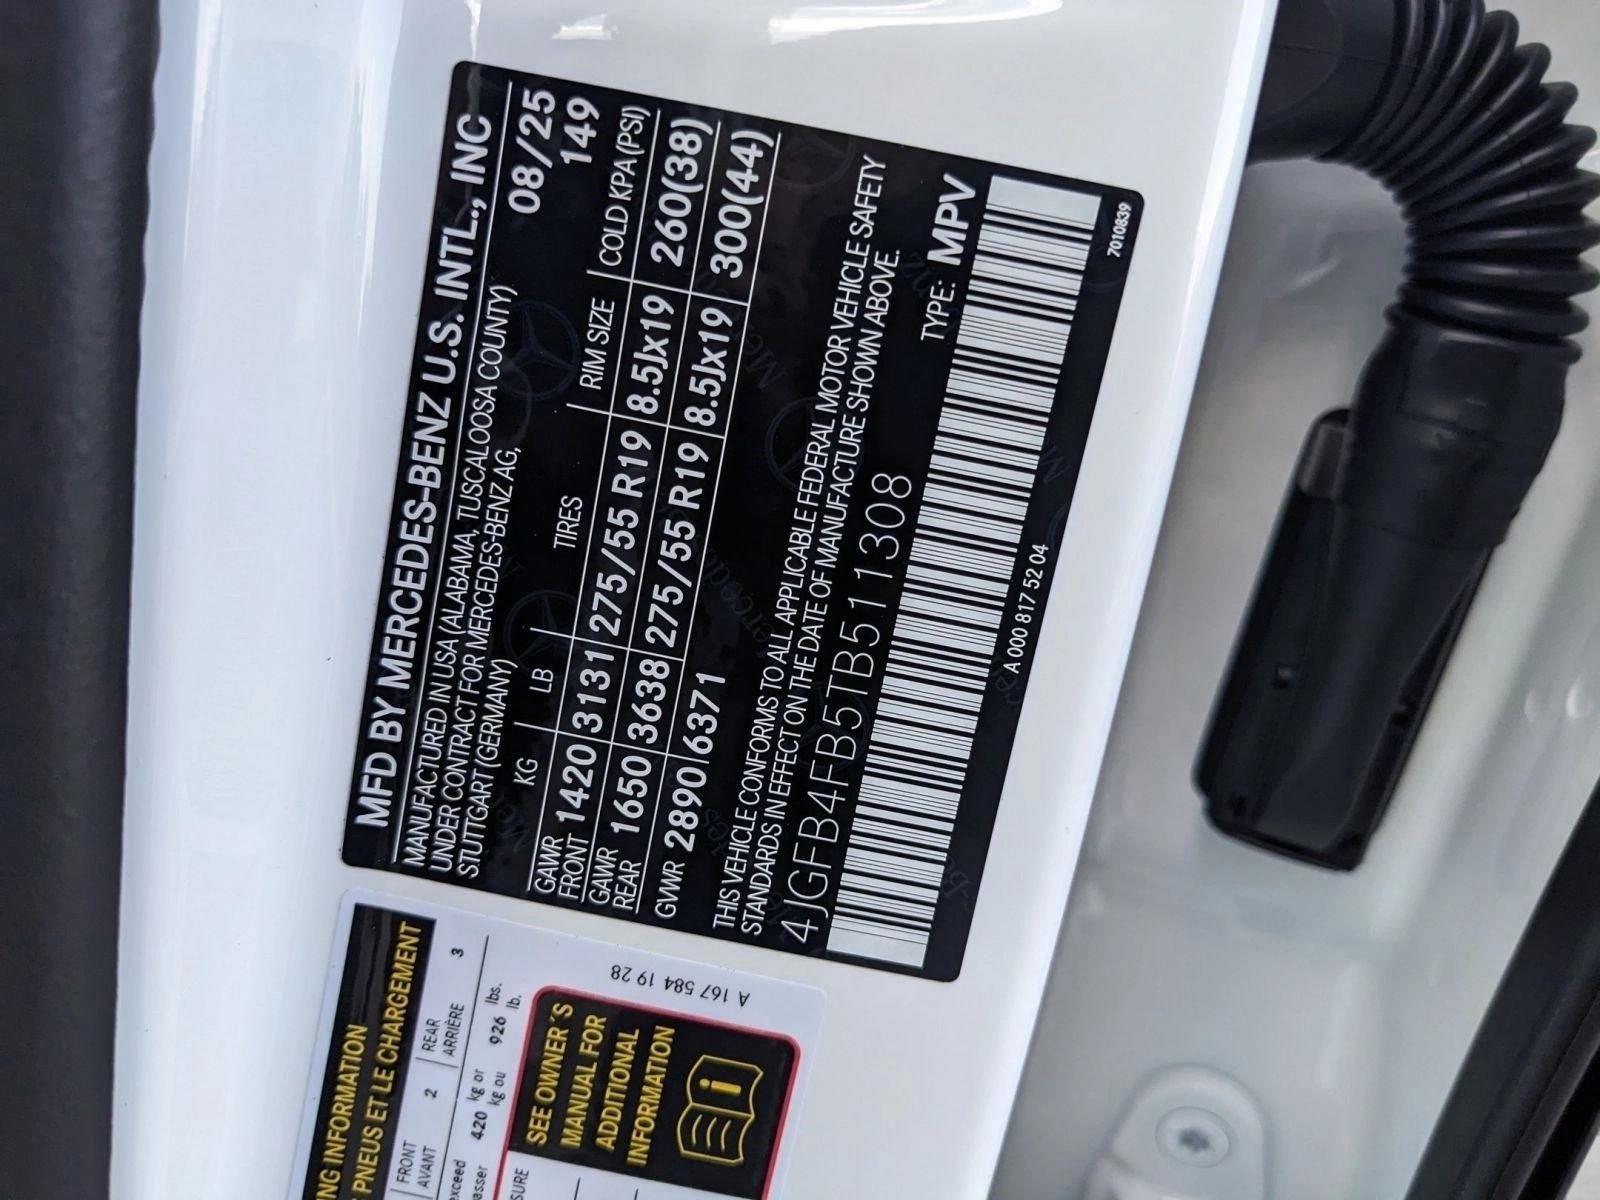 MFD BY MERCEDES-BENZ U.S. INTL., INC
MANUFACTURED IN USA (ALABAMA, TUSCALOOSA COUNTY) 08/25
UNDER CONTRACT FOR MERCEDES-BENZ AG, 149
STUTTGART (GERMANY)
KG LB TIRES RIM SIZE COLD KPA(PSI)
GAWR
FRONT 1420 3131 275/55 R19 8.5Jx19 260(38)
GAWR
REAR 1650 3638 275/55 R19 8.5Jx19 300(44)
GVWR 2890 6371
THIS VEHICLE CONFORMS TO ALL APPLICABLE FEDERAL MOTOR VEHICLE SAFETY
STANDARDS IN EFFECT ON THE DATE OF MANUFACTURE SHOWN ABOVE.
4JGFB4FB5TB511308 TYPE: MPV
A 000 817 52 04
7010839
ING INFORMATION
PNEUS ET LE CHARGEMENT
FRONT 2 REAR 3
AVANT ARRIÈRE
exceed 420 kg or 926 lbs.
asser kg ou lb.
SURE
SEE OWNER'S
MANUAL FOR
ADDITIONAL
INFORMATION
i
A 167 584 19 28